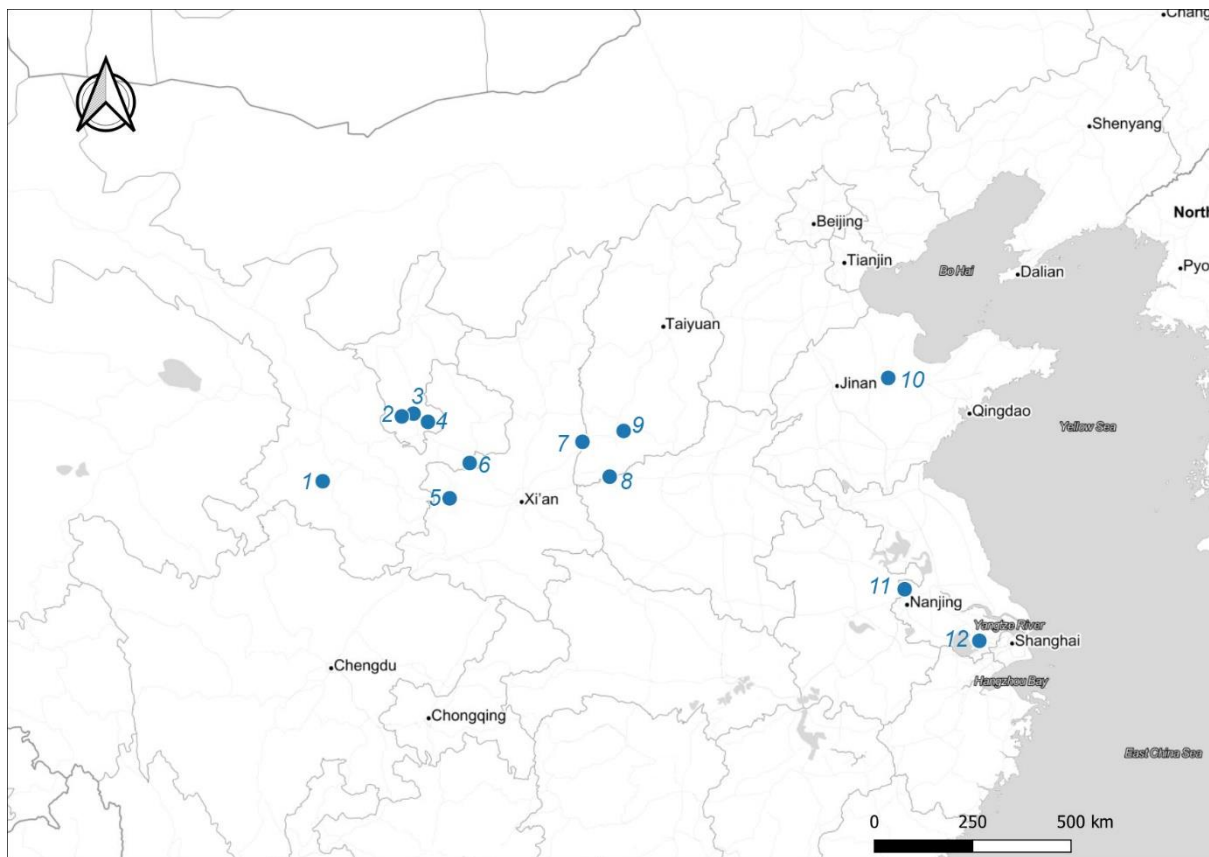 Chang
Shenyang
North
Beijing
Tianjin
Bo Hai
Dalian
Pyo
Taiyuan
Jinan
10
Qingdao
Yellow Sea
3
2
4
9
7
6
1
8
5
Xi'an
11
Nanjing
Yangtze River
12
Shanghai
Chengdu
Hangzhou Bay
Chongqing
East China Sea
0 250 500 km